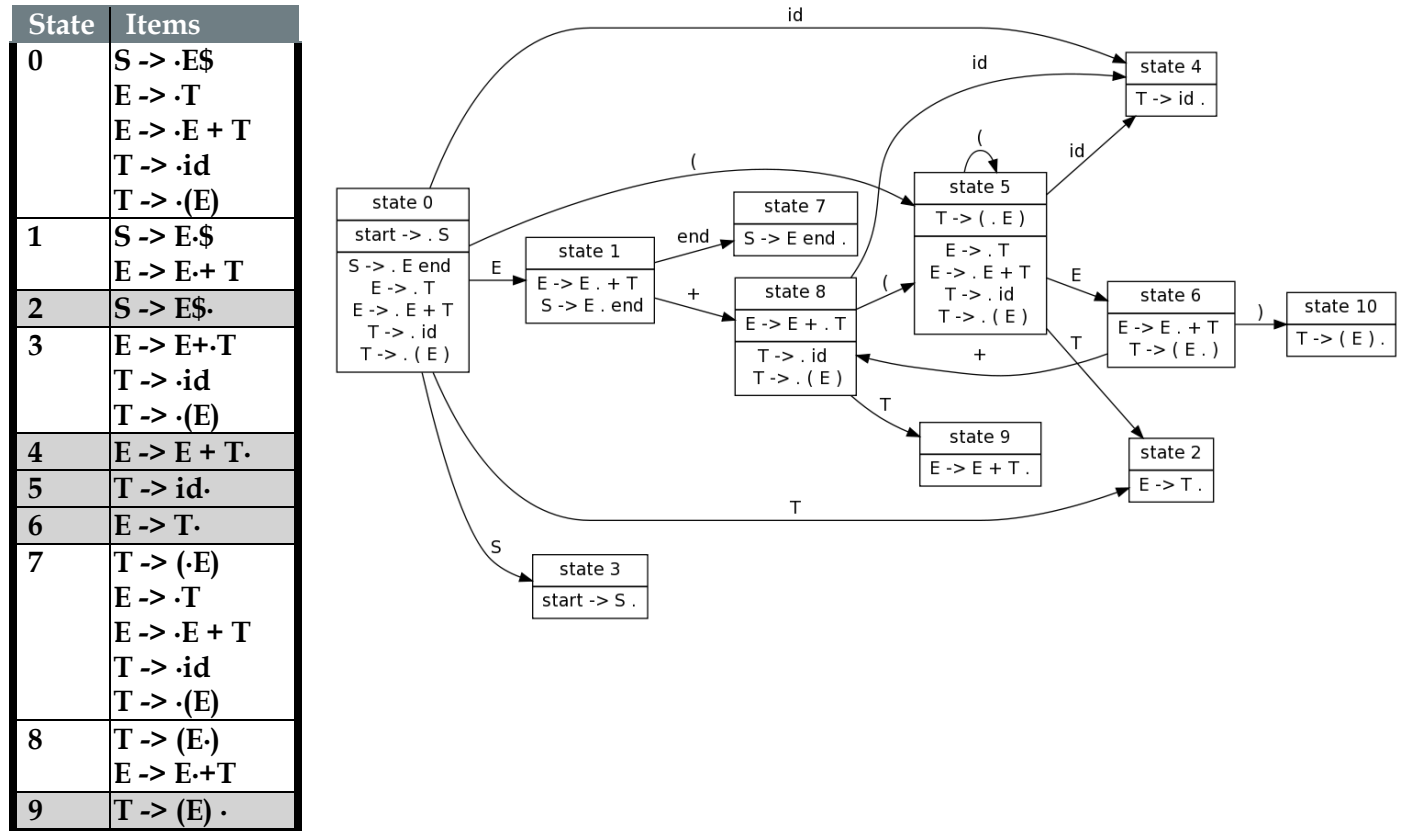 State Items
0 S -> ·E$
E -> ·T
E -> ·E + T
T -> ·id
T -> ·(E)
1 S -> E·$
E -> E·+ T
2 S -> E$·
3 E -> E+·T
T -> ·id
T -> ·(E)
4 E -> E + T·
5 T -> id·
6 E -> T·
7 T -> (·E)
E -> ·T
E -> ·E + T
T -> ·id
T -> ·(E)
8 T -> (E·)
E -> E·+T
9 T -> (E) ·
id
state 4
T -> id .
id
(
(
id
state 0
start -> . S
S -> . E end
E -> . T
E -> . E + T
T -> . id
T -> . ( E )
E
state 1
E -> E . + T
S -> E . end
end
+
state 7
S -> E end .
state 8
E -> E + . T
T -> . id
T -> . ( E )
(
state 5
T -> ( . E )
E -> . T
E -> . E + T
T -> . id
T -> . ( E )
E
T
+
state 6
E -> E . + T
T -> ( E . )
)
state 10
T -> ( E ) .
T
state 9
E -> E + T .
state 2
E -> T .
T
S
state 3
start -> S .